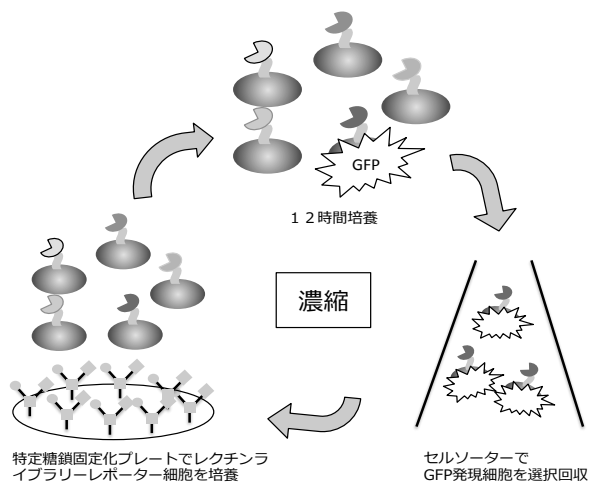 GFP
１２時間培養
濃縮
特定糖鎖固定化プレートでレクチンラ
イブラリーレポーター細胞を培養
セルソーターで
GFP発現細胞を選択回収